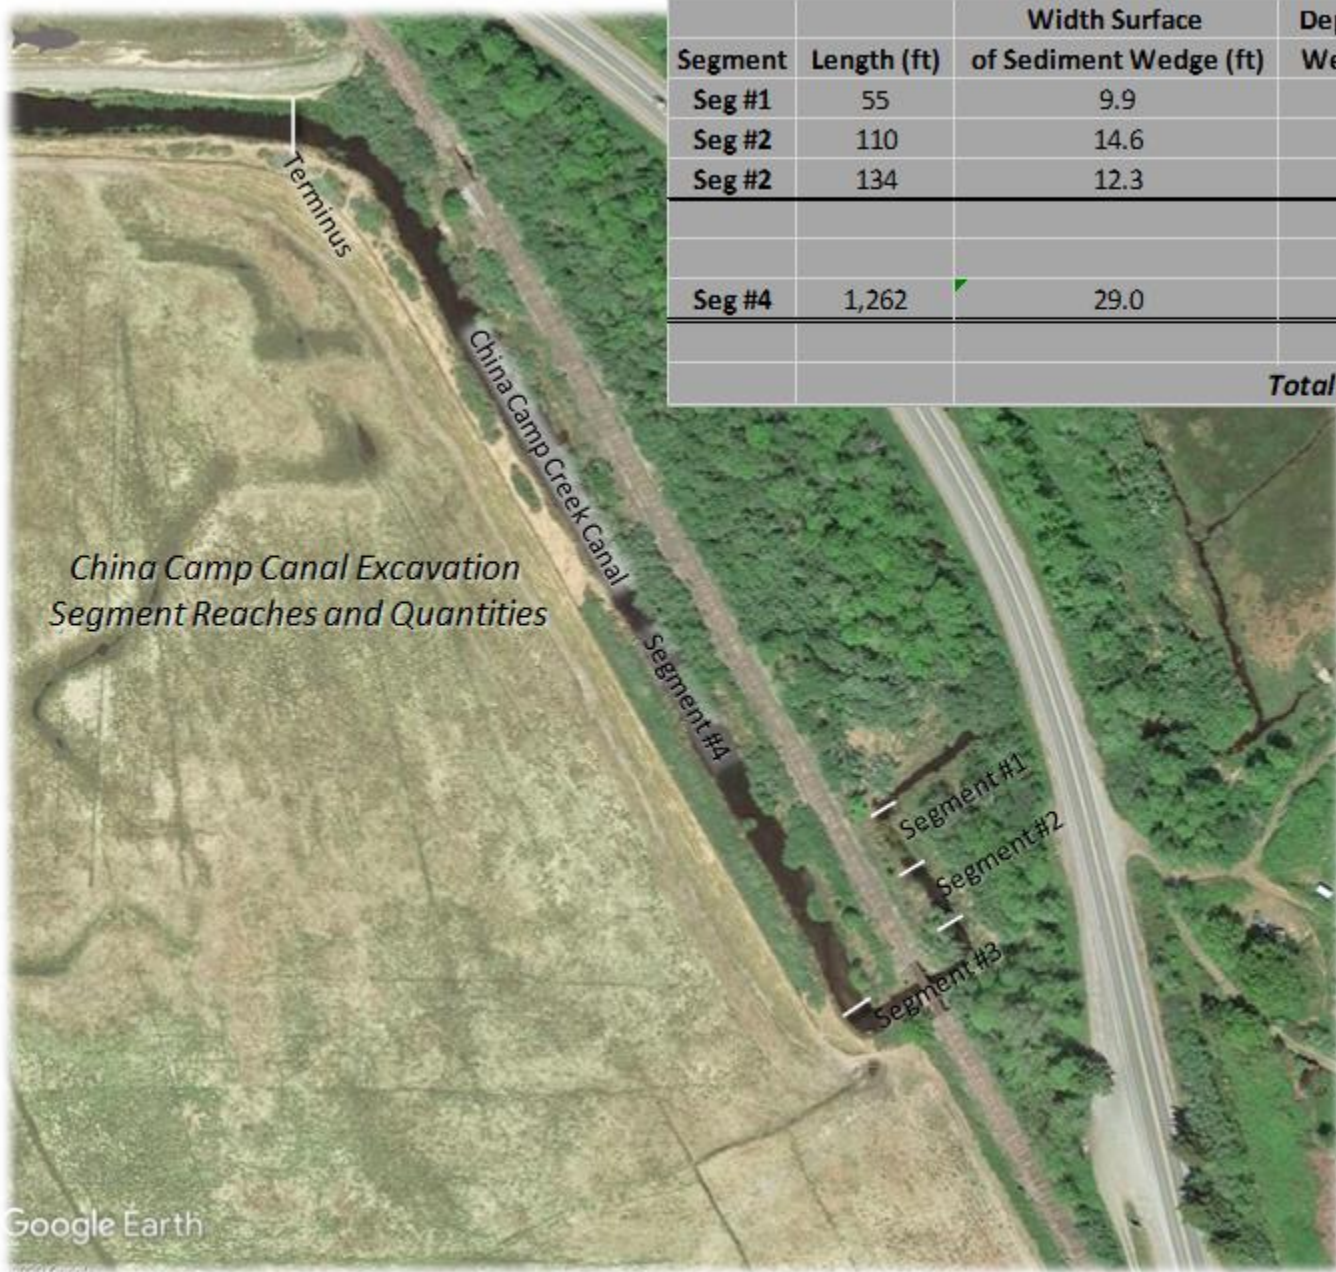 Width Surface Dep
Segment Length (ft) of Sediment Wedge (ft) We
Seg #1 55 9.9
Seg #2 110 14.6
Seg #2 134 12.3
Seg #4 1,262 29.0
Total
Terminus
China Camp Creek Canal
China Camp Canal Excavation
Segment Reaches and Quantities
Segment #4
Segment #1
Segment #2
Segment #3
Google Earth